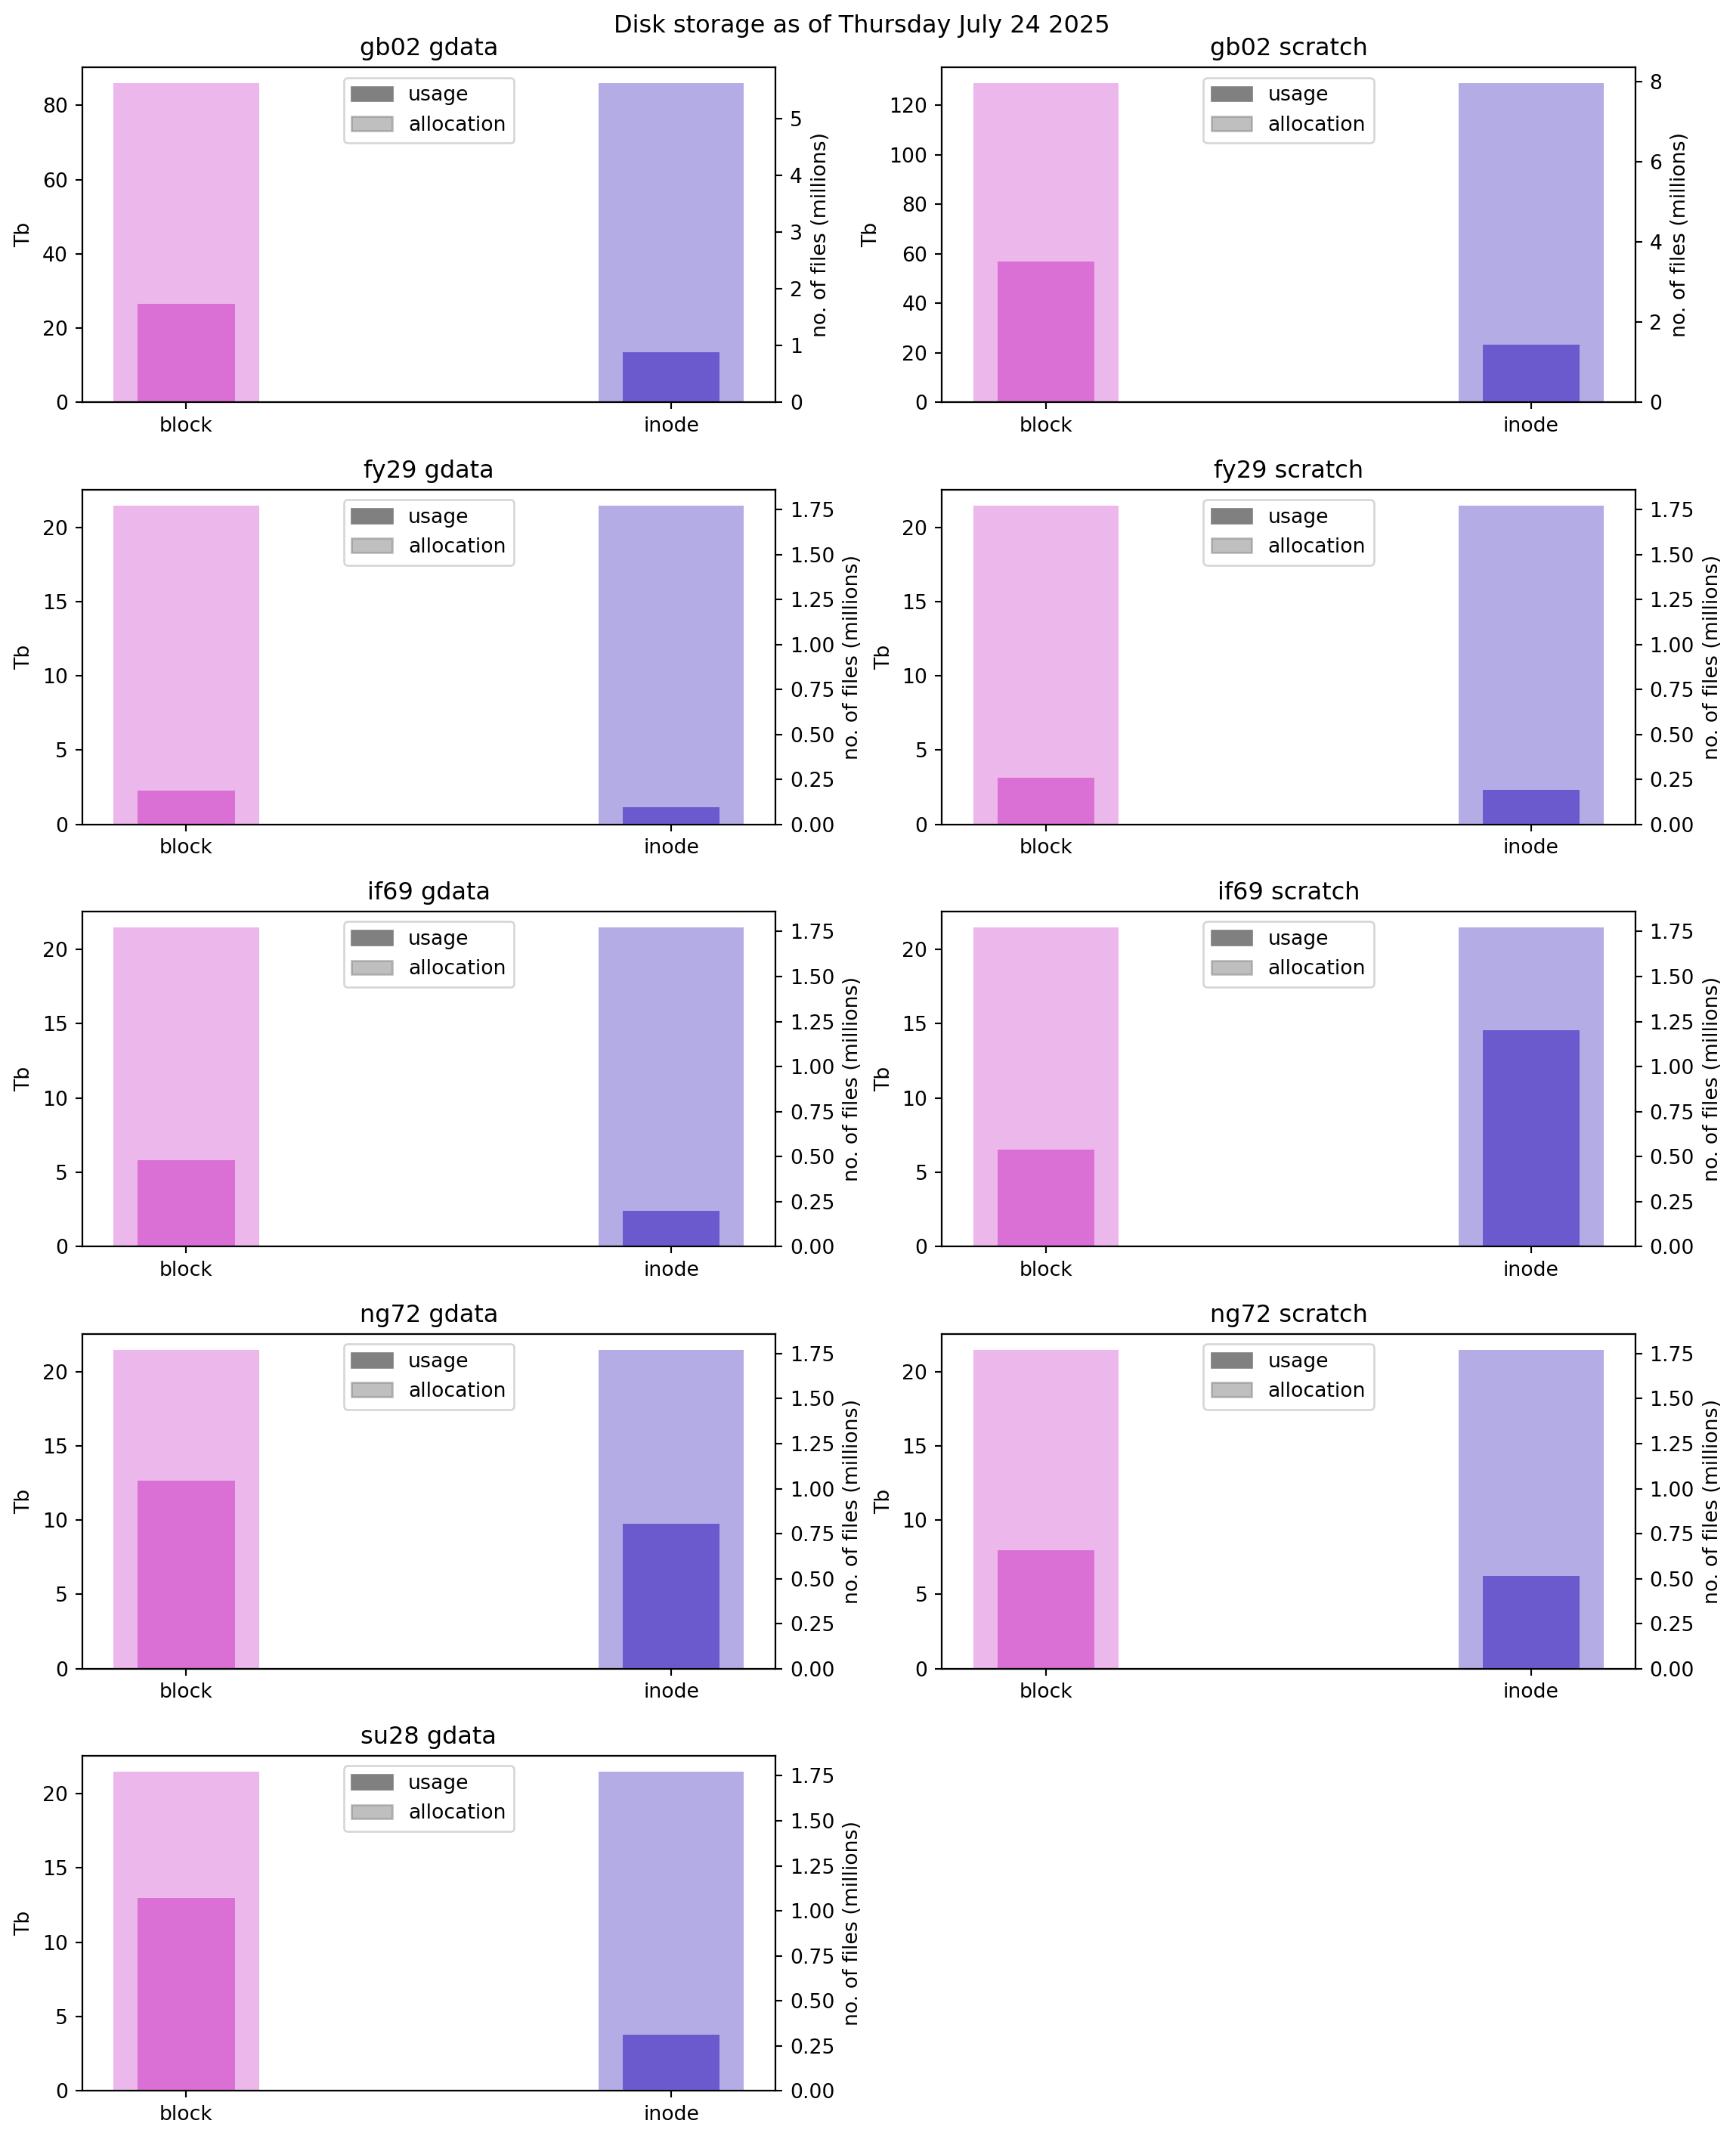 Disk storage as of Thursday July 24 2025
gb02 gdata
usage
allocation
80
60
40
20
0
Tb
5
4
3
2
1
0
no. of files (millions)
block
inode
gb02 scratch
usage
allocation
120
100
80
60
40
20
0
Tb
8
6
4
2
0
no. of files (millions)
block
inode
fy29 gdata
usage
allocation
20
15
10
5
0
Tb
1.75
1.50
1.25
1.00
0.75
0.50
0.25
0.00
no. of files (millions)
block
inode
fy29 scratch
usage
allocation
20
15
10
5
0
Tb
1.75
1.50
1.25
1.00
0.75
0.50
0.25
0.00
no. of files (millions)
block
inode
if69 gdata
usage
allocation
20
15
10
5
0
Tb
1.75
1.50
1.25
1.00
0.75
0.50
0.25
0.00
no. of files (millions)
block
inode
if69 scratch
usage
allocation
20
15
10
5
0
Tb
1.75
1.50
1.25
1.00
0.75
0.50
0.25
0.00
no. of files (millions)
block
inode
ng72 gdata
usage
allocation
20
15
10
5
0
Tb
1.75
1.50
1.25
1.00
0.75
0.50
0.25
0.00
no. of files (millions)
block
inode
ng72 scratch
usage
allocation
20
15
10
5
0
Tb
1.75
1.50
1.25
1.00
0.75
0.50
0.25
0.00
no. of files (millions)
block
inode
su28 gdata
usage
allocation
20
15
10
5
0
Tb
1.75
1.50
1.25
1.00
0.75
0.50
0.25
0.00
no. of files (millions)
block
inode